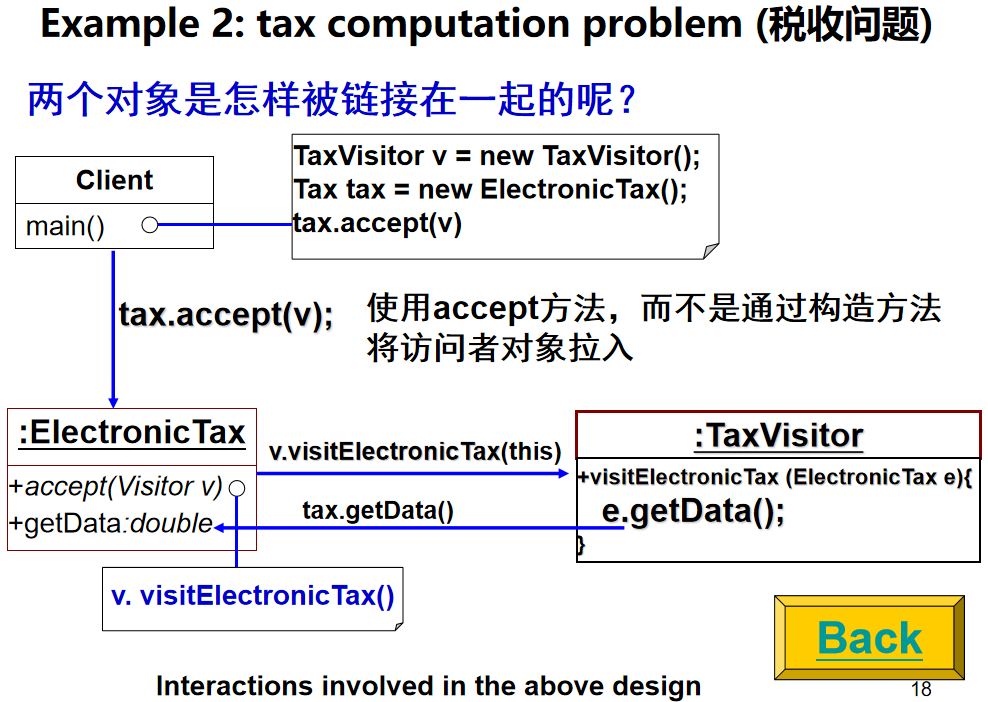 Example 2: tax computation problem (税收问题)
两个对象是怎样被链接在一起的呢？
Client
main()
TaxVisitor v = new TaxVisitor();
Tax tax = new ElectronicTax();
tax.accept(v)
tax.accept(v);
使用accept方法，而不是通过构造方法
将访问者对象拉入
:ElectronicTax
+accept(Visitor v)
+getData:double
v.visitElectronicTax(this)
tax.getData()
:TaxVisitor
+visitElectronicTax (ElectronicTax e){
e.getData();
}
v. visitElectronicTax()
Back
Interactions involved in the above design
18